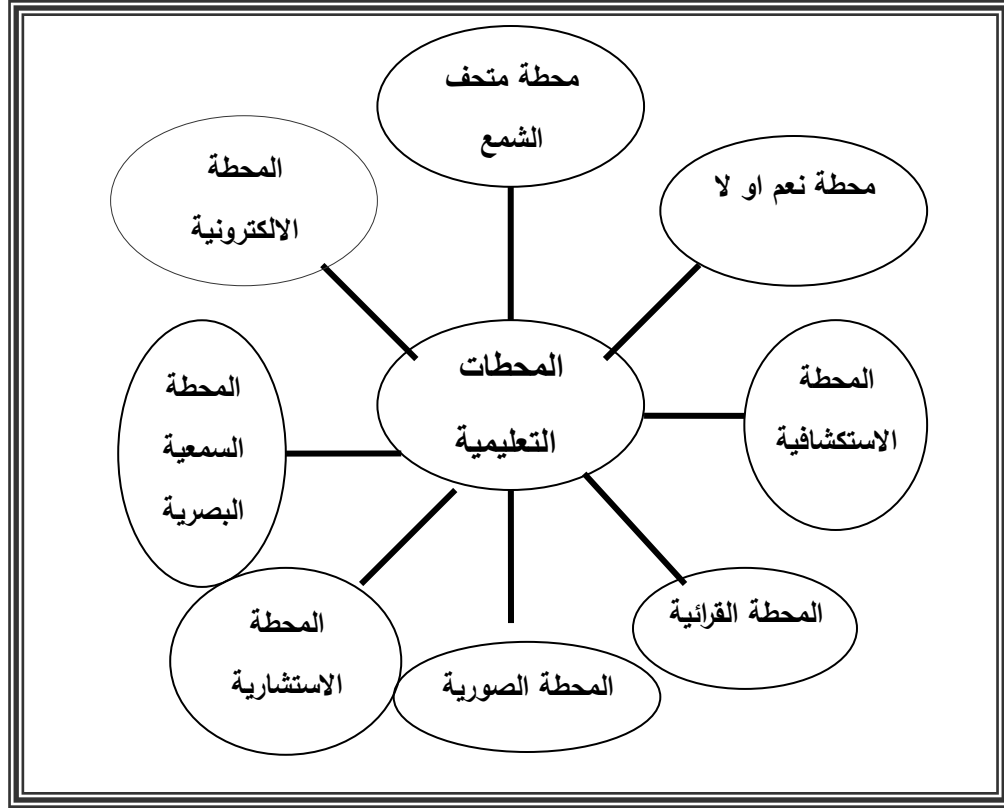 محطة متحف
الشمع
محطة نعم او لا
المحطة
الالكترونية
المحطات
التعليمية
المحطة
الاستكشافية
المحطة
السمعية
البصرية
المحطة القرائية
المحطة
الاستشارية
المحطة الصورية